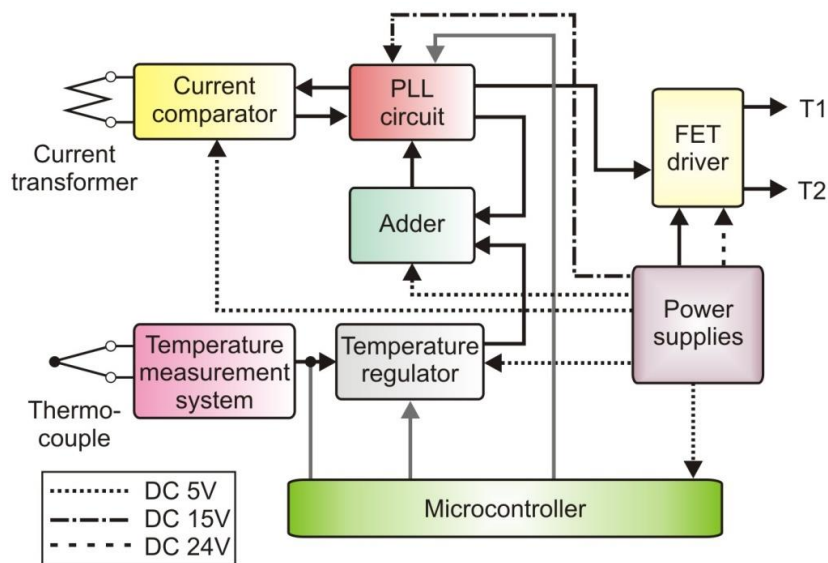 Current
comparator
PLL
circuit
FET
driver
T1
T2
Current
transformer
Adder
Power
supplies
Temperature
measurement
system
Temperature
regulator
Thermo-
couple
Microcontroller
DC 5V
DC 15V
DC 24V